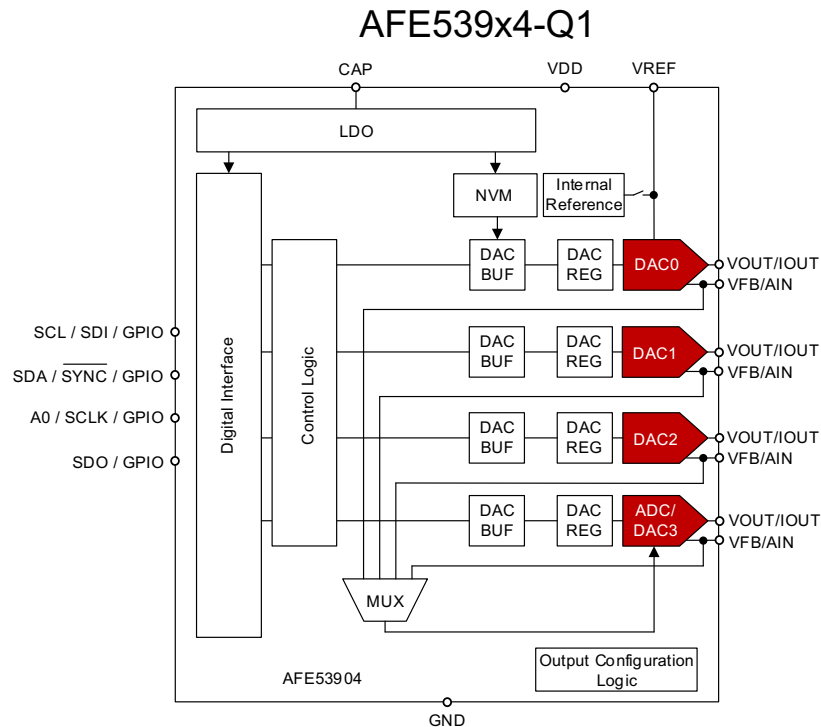 AFE539x4-Q1
CAP
VDD
VREF
LDO
NVM
Internal
Reference
DAC
BUF
DAC
REG
DAC0
VOUT/IOUT
VFB/AIN
SCL / SDI / GPIO
SDA / SYNC / GPIO
A0 / SCLK / GPIO
SDO / GPIO
Digital Interface
Control Logic
DAC
BUF
DAC
REG
DAC1
VOUT/IOUT
VFB/AIN
DAC
BUF
DAC
REG
DAC2
VOUT/IOUT
VFB/AIN
DAC
BUF
DAC
REG
ADC/
DAC3
VOUT/IOUT
VFB/AIN
MUX
Output Configuration
Logic
AFE53904
GND